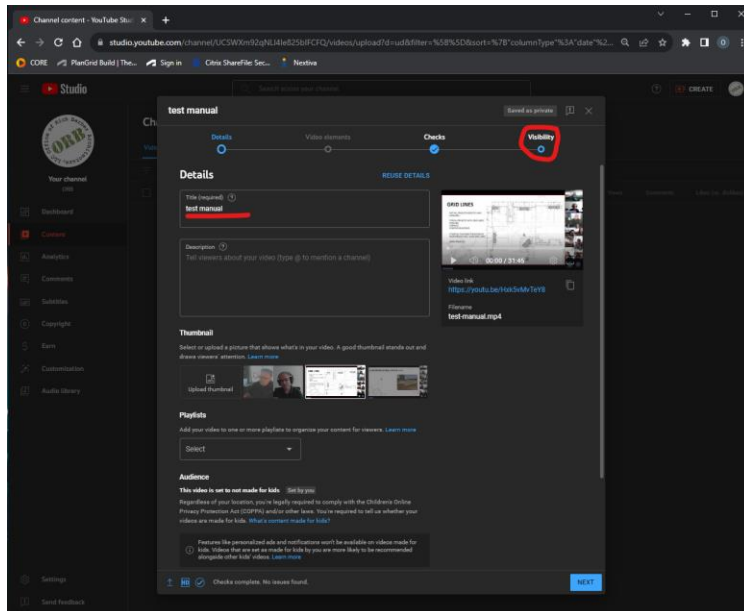 Channel content - YouTube Stud
studio.youtube.com/channel/UCSWXm92qNLI4le825bIFCFQ/videos/upload?d=ud&filter=%5B%5D&sort=%7B"columnType"%3A"date"%2...
CORE
PlanGrid Build | The...
Sign in
Citrix ShareFile: Sec...
Nextiva
Studio
Search across your channel
CREATE
test manual
Saved as private
Details
Video elements
Checks
Visibility
ORB
Your channel
ORB
Dashboard
Content
Analytics
Comments
Subtitles
Copyright
Earn
Customization
Audio library
Settings
Send feedback
Details
REUSE DETAILS
Title (required)
test manual
Description
Tell viewers about your video (type @ to mention a channel)
GRID LINES
00:00 / 31:46
Video link
Filename
test-manual.mp4
Thumbnail
Select or upload a picture that shows what's in your video. A good thumbnail stands out and
draws viewers' attention. Learn more
Upload thumbnail
Playlists
Add your video to one or more playlists to organize your content for viewers. Learn more
Select
Audience
This video is set to not made for kids Set by you
Regardless of your location, you're legally required to comply with the Children's Online
Privacy Protection Act (COPPA) and/or other laws. You're required to tell us whether your
videos are made for kids. What's content made for kids?
Features like personalized ads and notifications won't be available on videos made for
kids. Videos that are set as made for kids by you are more likely to be recommended
alongside other kids' videos. Learn more
Checks complete. No issues found.
NEXT